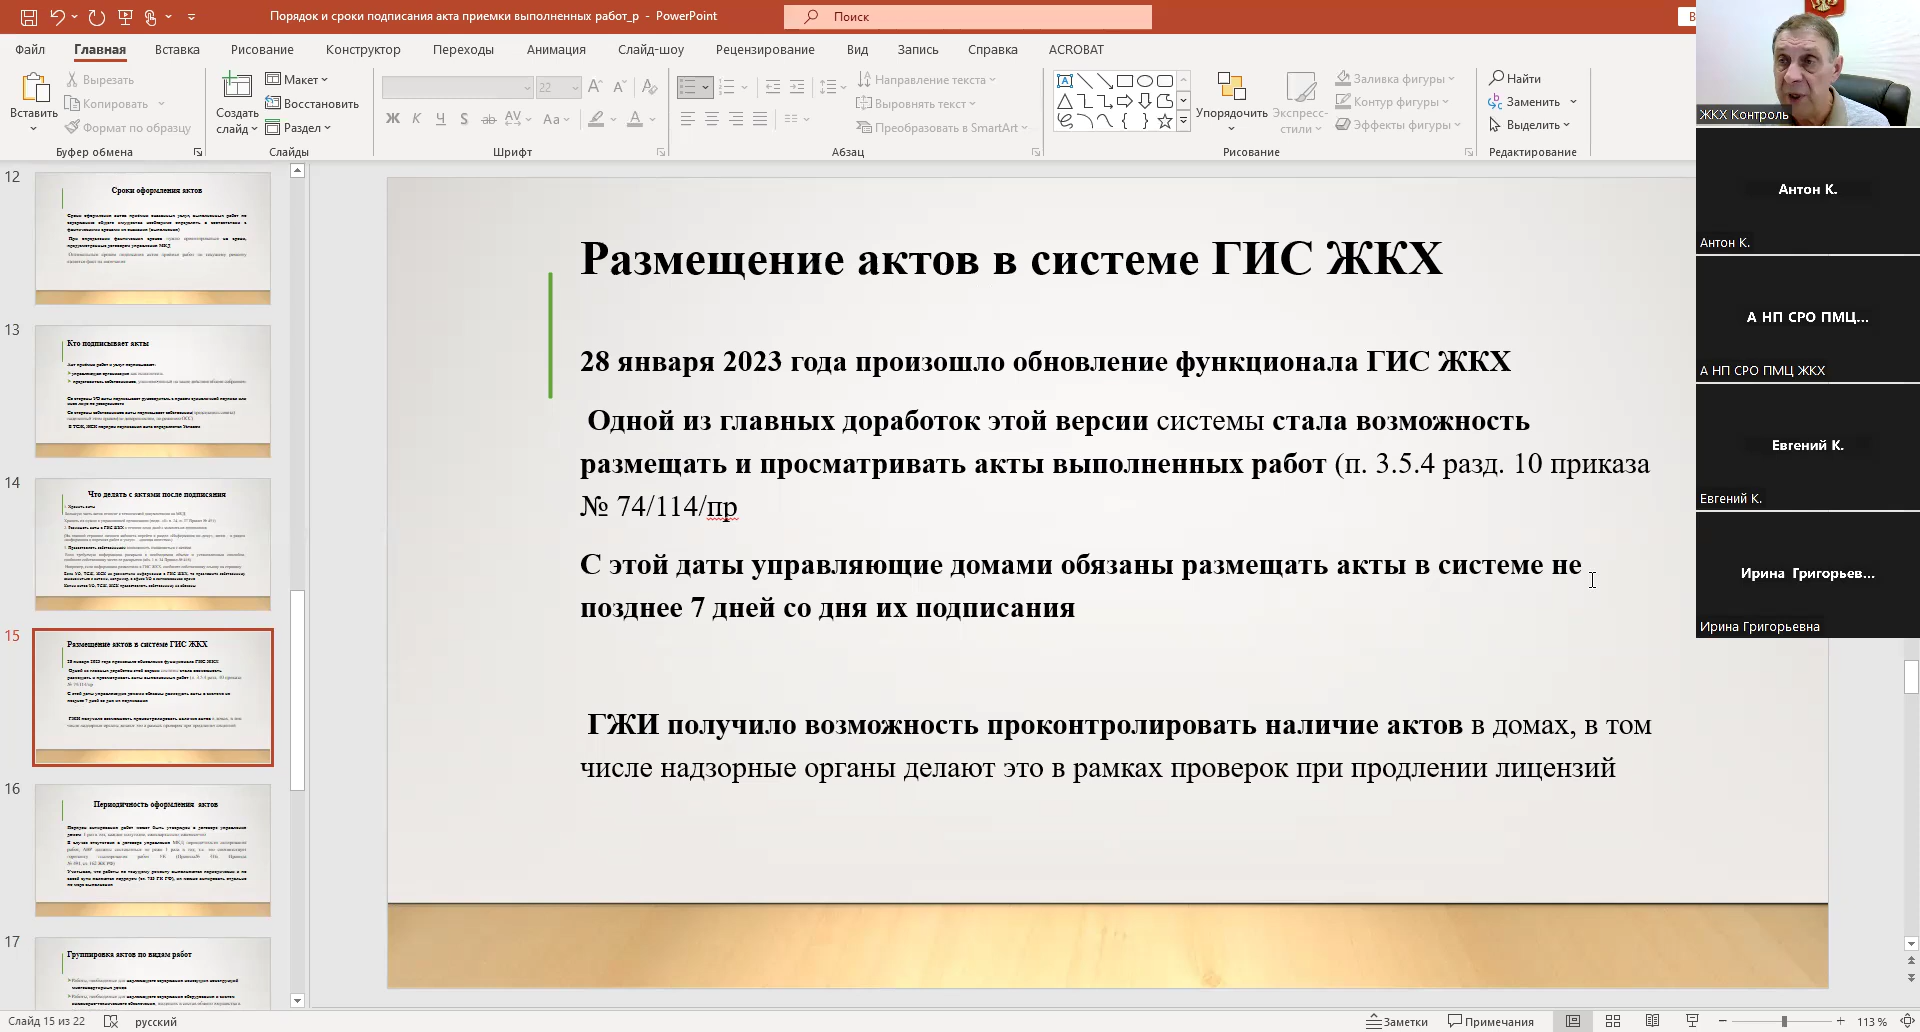 Порядок и сроки подписания акта приемки выполненных работ_р - PowerPoint
Поиск
Файл Главная Вставка Рисование Конструктор Переходы Анимация Слайд-шоу Рецензирование Вид Запись Справка ACROBAT
Вставить
Вырезать
Копировать
Формат по образцу
Буфер обмена
Создать слайд
Макет
Восстановить
Раздел
Слайды
22
Шрифт
Направление текста
Выровнять текст
Преобразовать в SmartArt
Абзац
Упорядочить
Экспресс-стили
Заливка фигуры
Контур фигуры
Эффекты фигуры
Рисование
Найти
Заменить
Выделить
Редактирование
12
Сроки оформления актов
13
Кто подписывает акты
14
Что делать с актами после подписания
15
Размещение актов в системе ГИС ЖКХ
16
Периодичность оформления актов
17
Группировка актов по видам работ
Размещение актов в системе ГИС ЖКХ
28 января 2023 года произошло обновление функционала ГИС ЖКХ
Одной из главных доработок этой версии системы стала возможность
размещать и просматривать акты выполненных работ (п. 3.5.4 разд. 10 приказа
№ 74/114/пр
С этой даты управляющие домами обязаны размещать акты в системе не
позднее 7 дней со дня их подписания
ГЖИ получило возможность проконтролировать наличие актов в домах, в том
числе надзорные органы делают это в рамках проверок при продлении лицензий
ЖКХ Контроль
Антон К.
Антон К.
А НП СРО ПМЦ...
А НП СРО ПМЦ ЖКХ
Евгений К.
Евгений К.
Ирина Григорьев...
Ирина Григорьевна
Слайд 15 из 22
русский
Заметки
Примечания
113 %